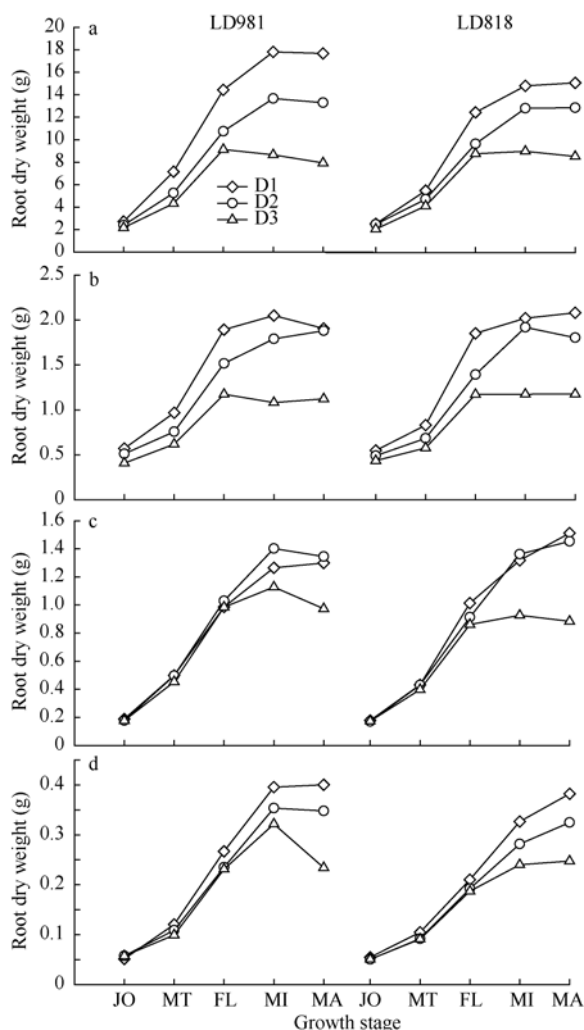 LD981 LD818
a
Root dry weight (g)
20
18
16
14
12
10
8
6
4
2
0
D1
D2
D3
b
Root dry weight (g)
2.5
2.0
1.5
1.0
0.5
0
c
Root dry weight (g)
1.6
1.4
1.2
1.0
0.8
0.6
0.4
0.2
0
d
Root dry weight (g)
0.4
0.3
0.2
0.1
0
JO MT FL MI MA JO MT FL MI MA
Growth stage